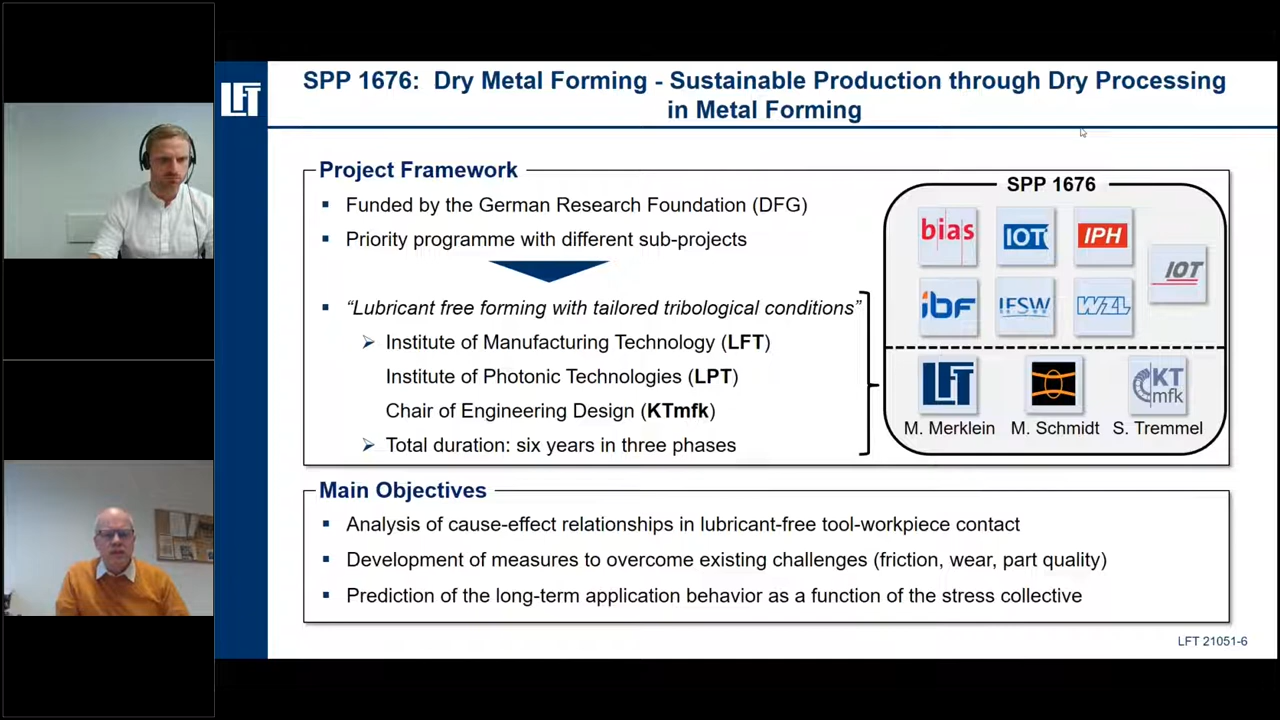 LFT
SPP 1676: Dry Metal Forming - Sustainable Production through Dry Processing
in Metal Forming
Project Framework
▪ Funded by the German Research Foundation (DFG)
▪ Priority programme with different sub-projects
▪ “Lubricant free forming with tailored tribological conditions”
➢ Institute of Manufacturing Technology (LFT)
Institute of Photonic Technologies (LPT)
Chair of Engineering Design (KTmfk)
➢ Total duration: six years in three phases
SPP 1676
bias IOT IPH
IOT
ibf IFSW WZL
LFT KT
mfk
M. Merklein M. Schmidt S. Tremmel
Main Objectives
▪ Analysis of cause-effect relationships in lubricant-free tool-workpiece contact
▪ Development of measures to overcome existing challenges (friction, wear, part quality)
▪ Prediction of the long-term application behavior as a function of the stress collective
LFT 21051-6